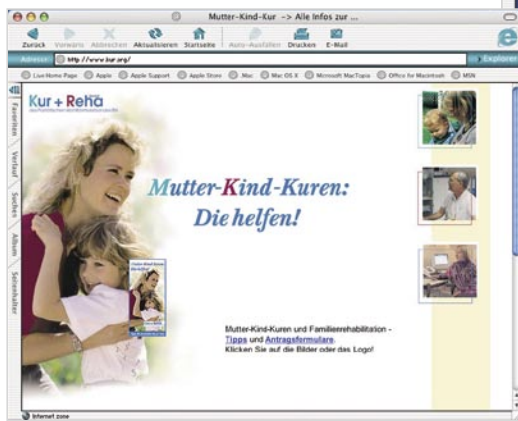 Mutter-Kind-Kur -> Alle Infos zur ...
Zurück Vorwärts Abbrechen Aktualisieren Startseite Auto-Ausfüllen Drucken E-Mail
Adresse http://www.kur.org/ Explorer
Live Home Page Apple Apple Support Apple Store .Mac Mac OS X Microsoft MacTopia Office for Macintosh MSN
Favoriten
Verlauf
Suchen
Album
Seitenhalter
Kur + Reha
Mutter-Kind-Kuren:
Die helfen!
Mutter-Kind-Kuren und Familienrehabilitation -
Tipps und Antragsformulare.
Klicken Sie auf die Bilder oder das Logo!
Internet zone